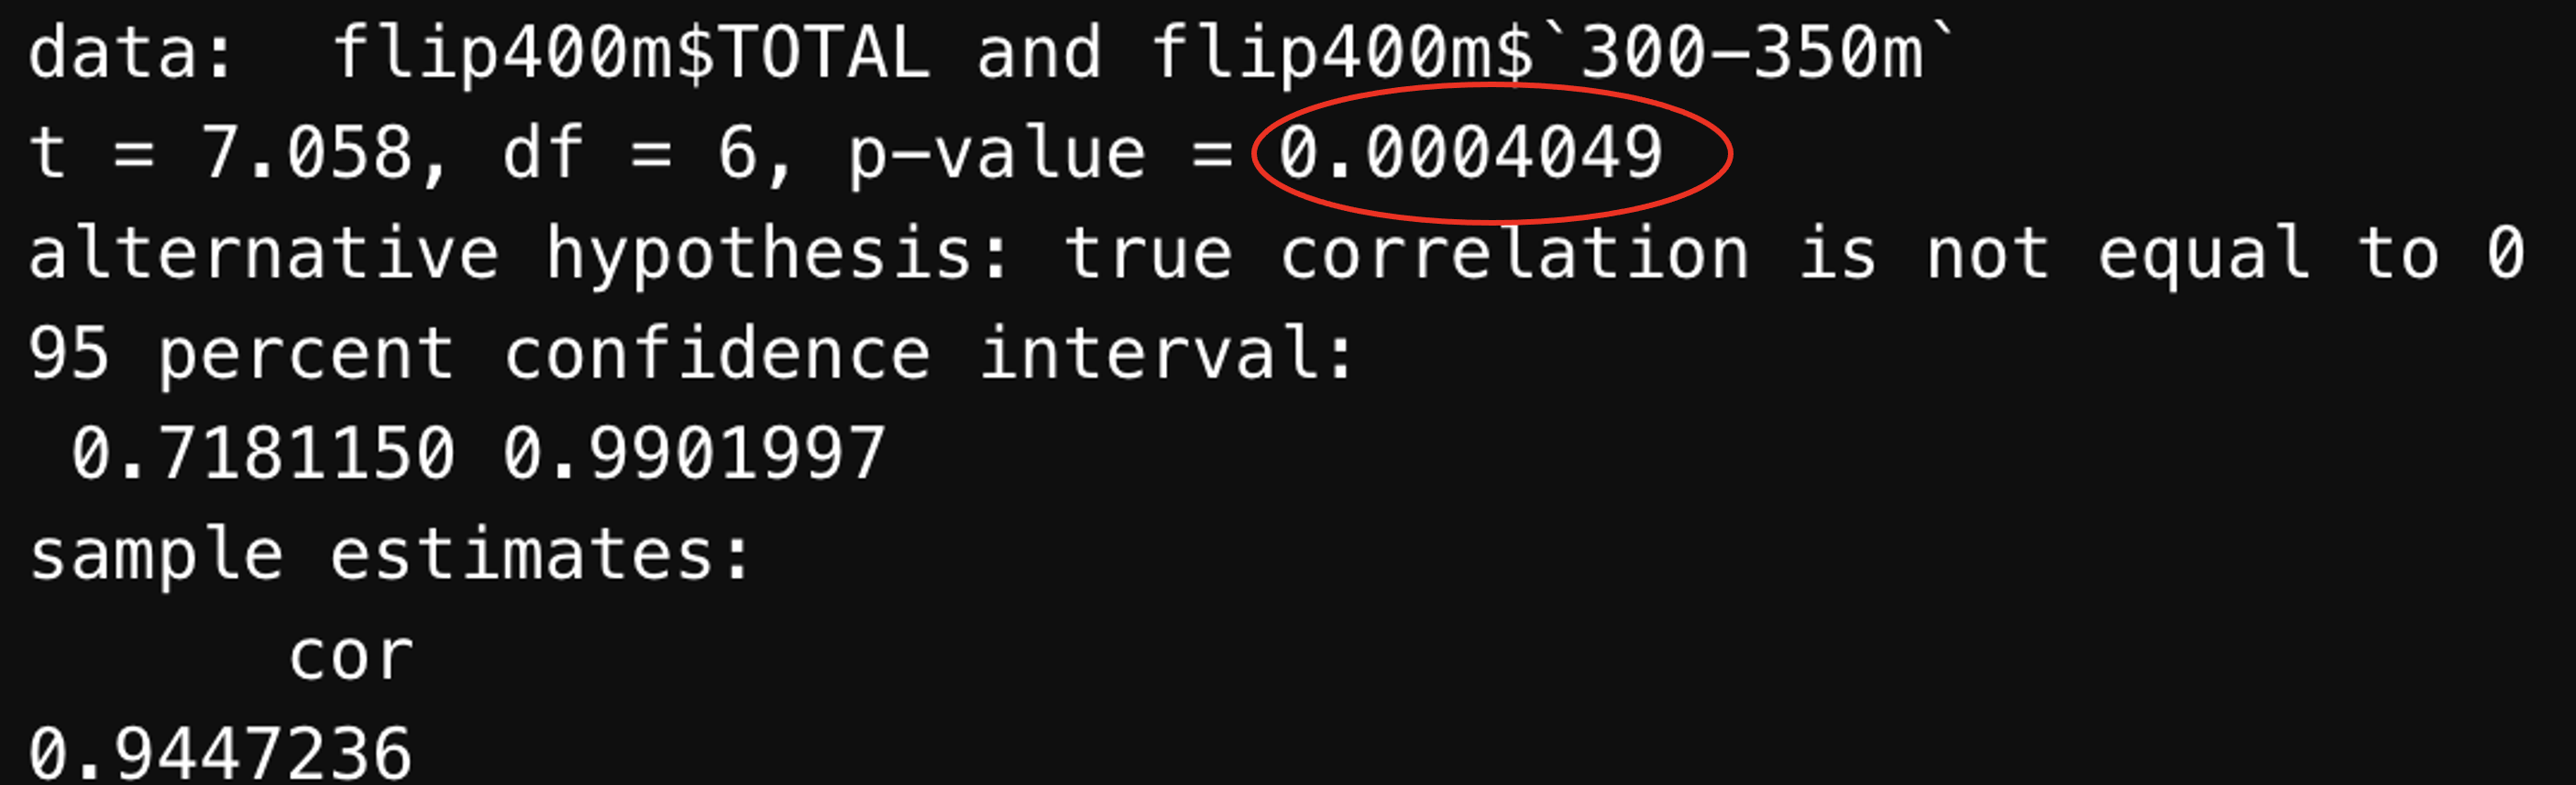 data:  flip400m$TOTAL and flip400m$`300-350m`
t = 7.058, df = 6, p-value = 0.0004049
alternative hypothesis: true correlation is not equal to 0
95 percent confidence interval:
 0.7181150 0.9901997
sample estimates:
      cor
0.9447236